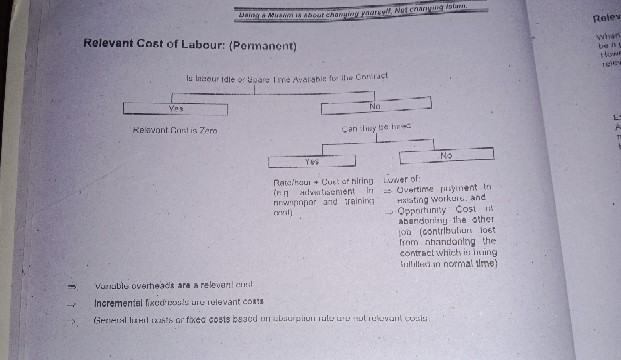 Being a Muslim is about changing yourself, Not changing Islam.
Relevant Cost of Labour: (Permanent)
Is labour idle or Spare Time Available for the Contract
Yes
No
Relevant Cost is Zero
Can they be hired
Yes
No
Rate/hour + Cost of hiring
(e.g. advertisement in
newspaper and training
cost)
Lower of:
⇒ Overtime payment to
existing workers, and
Opportunity Cost of
abandoning the other
job (contribution lost
from abandoning the
contract which is being
fulfilled in normal time)
⇒ Variable overheads are a relevant cost
→ Incremental fixed costs are relevant costs
→ General fixed costs or fixed costs based on absorption rate are not relevant costs
Relev
When